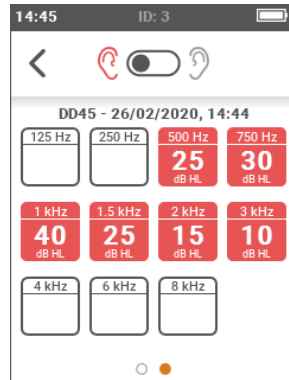 14:45 ID: 3
DD45 - 26/02/2020, 14:44
125 Hz 250 Hz 500 Hz 750 Hz
25 30
dB HL dB HL
1 kHz 1.5 kHz 2 kHz 3 kHz
40 25 15 10
dB HL dB HL dB HL dB HL
4 kHz 6 kHz 8 kHz